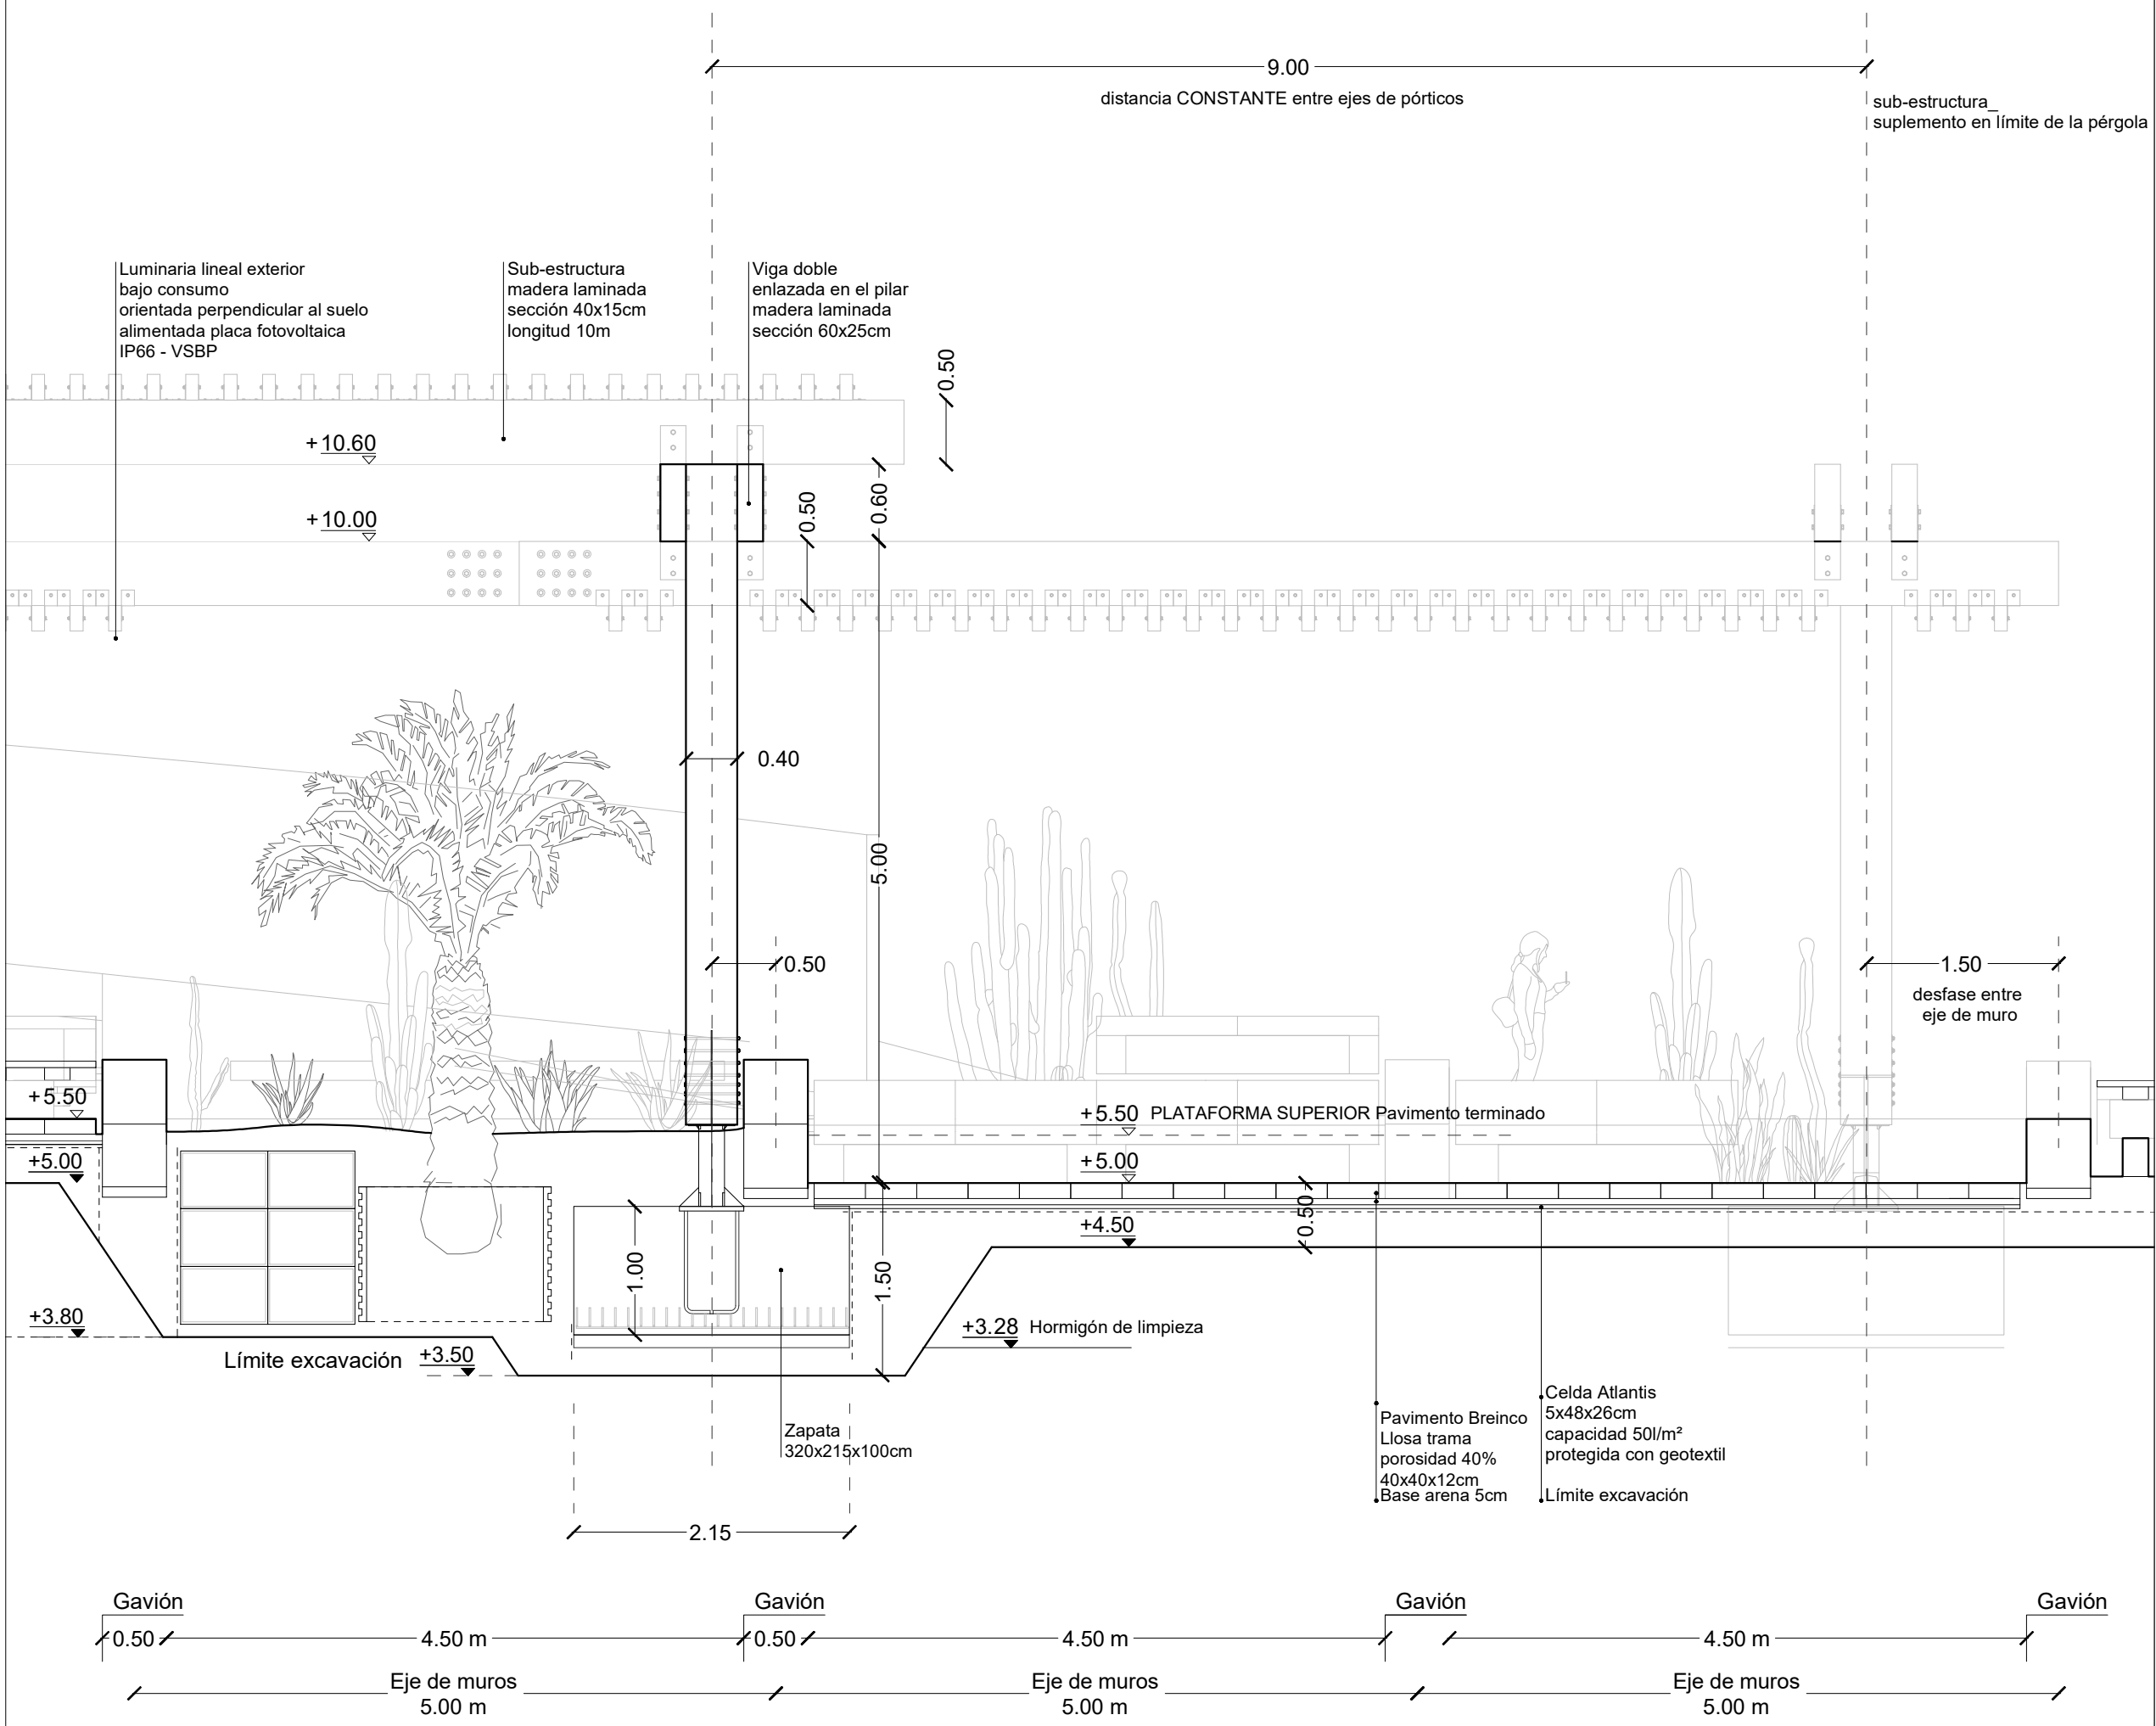 9.00
distancia CONSTANTE entre ejes de pórticos
sub-estructura_
suplemento en límite de la pérgola
Luminaria lineal exterior
bajo consumo
orientada perpendicular al suelo
alimentada placa fotovoltaica
IP66 - VSBP
Sub-estructura
madera laminada
sección 40x15cm
longitud 10m
Viga doble
enlazada en el pilar
madera laminada
sección 60x25cm
0.50
+10.60
0.60
0.50
+10.00
0.40
5.00
0.50
1.50
desfase entre
eje de muro
+5.50
+5.50 PLATAFORMA SUPERIOR Pavimento terminado
+5.00
+5.00
0.50
+4.50
1.00
1.50
+3.80
+3.28 Hormigón de limpieza
Límite excavación +3.50
Zapata
320x215x100cm
Pavimento Breinco
Llosa trama
porosidad 40%
40x40x12cm
Base arena 5cm
Celda Atlantis
5x48x26cm
capacidad 50l/m²
protegida con geotextil
Límite excavación
2.15
Gavión
Gavión
Gavión
Gavión
0.50
4.50 m
0.50
4.50 m
4.50 m
Eje de muros
5.00 m
Eje de muros
5.00 m
Eje de muros
5.00 m